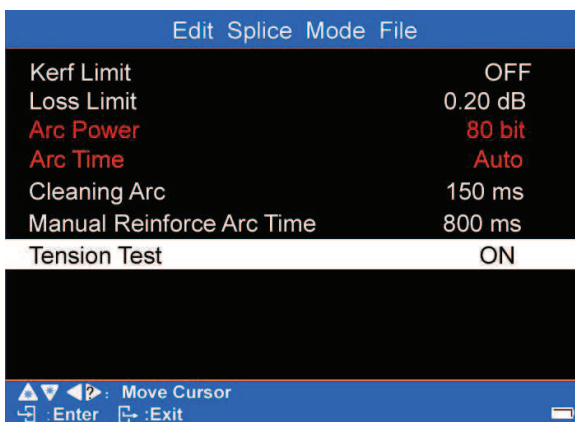 Edit Splice Mode File
Kerf Limit OFF
Loss Limit 0.20 dB
Arc Power 80 bit
Arc Time Auto
Cleaning Arc 150 ms
Manual Reinforce Arc Time 800 ms
Tension Test ON
?: Move Cursor
:Enter :Exit